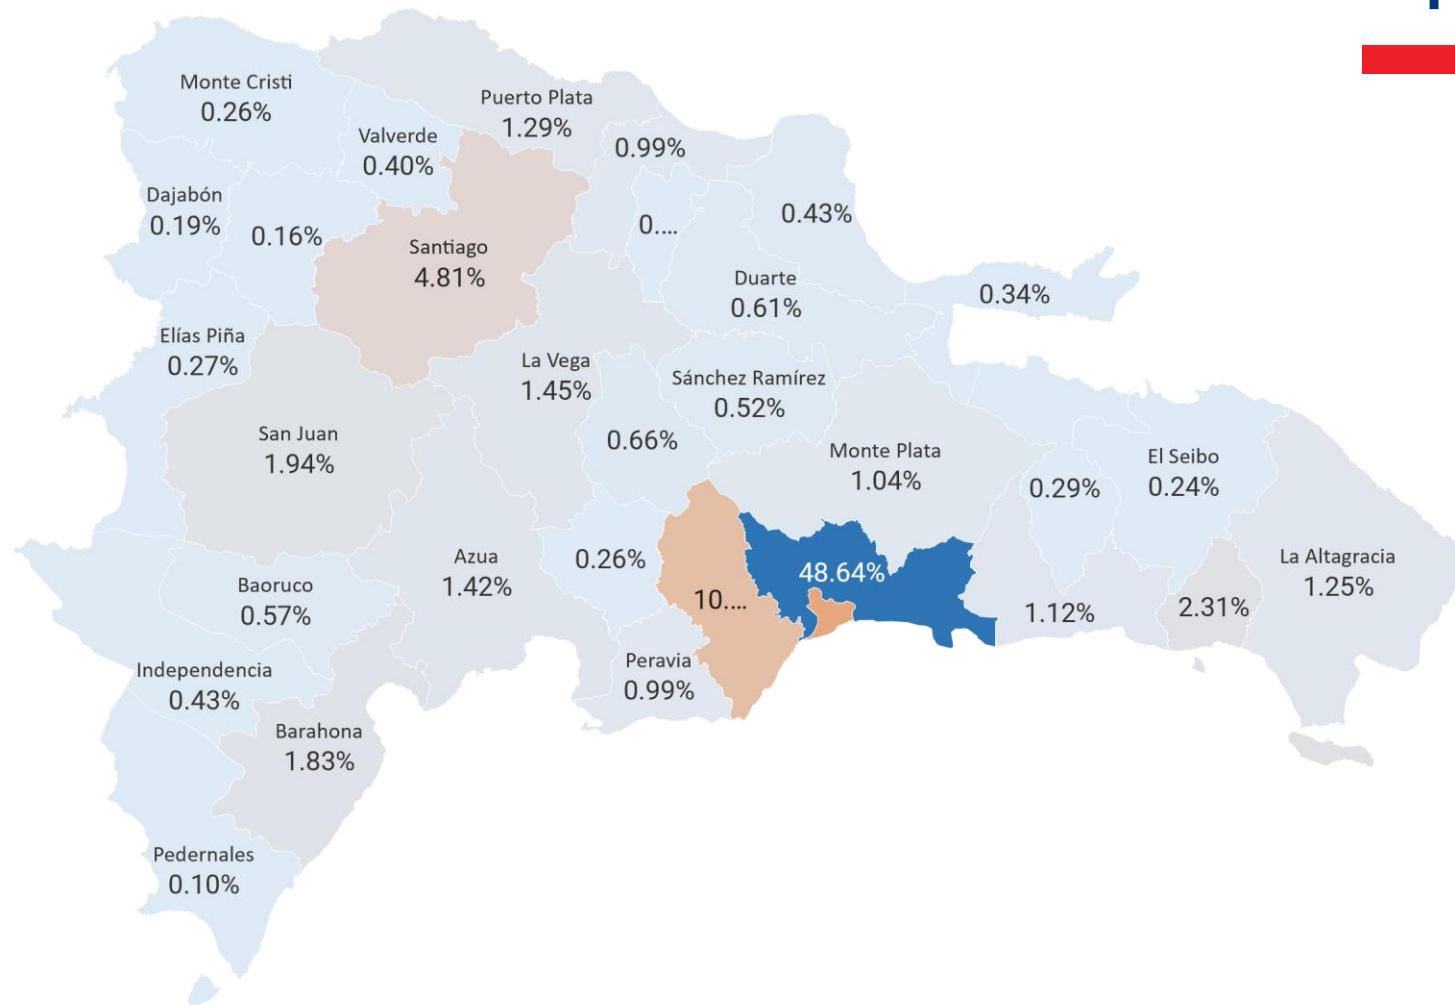 Monte Cristi
0.26%
Puerto Plata
1.29%
Valverde
0.40%
0.99%
Dajabón
0.19%
0.16%
0....
0.43%
Santiago
4.81%
Duarte
0.61%
0.34%
Elías Piña
0.27%
La Vega
1.45%
Sánchez Ramírez
0.52%
San Juan
1.94%
0.66%
Monte Plata
1.04%
0.29%
El Seibo
0.24%
Azua
1.42%
0.26%
48.64%
La Altagracia
1.25%
Baoruco
0.57%
10....
1.12%
2.31%
Independencia
0.43%
Peravia
0.99%
Barahona
1.83%
Pedernales
0.10%